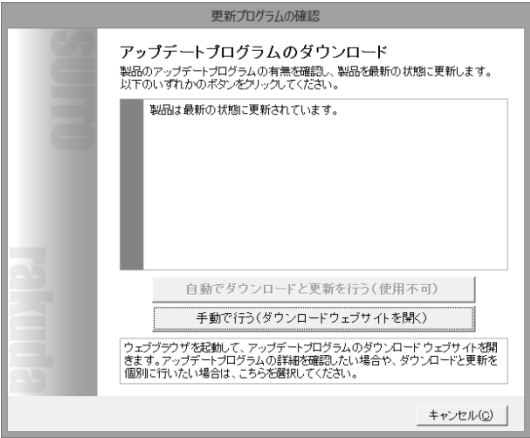 更新プログラムの確認
SUITO
rakuda
アップデートプログラムのダウンロード
製品のアップデートプログラムの有無を確認し、製品を最新の状態に更新します。
以下のいずれかのボタンをクリックしてください。
製品は最新の状態に更新されています。
自動でダウンロードと更新を行う(使用不可)
手動で行う(ダウンロードウェブサイトを開く)
ウェブブラウザを起動して、アップデートプログラムのダウンロード ウェブサイトを開
きます。アップデートプログラムの詳細を確認したい場合や、ダウンロードと更新を
個別に行いたい場合は、こちらを選択してください。
キャンセル(C)